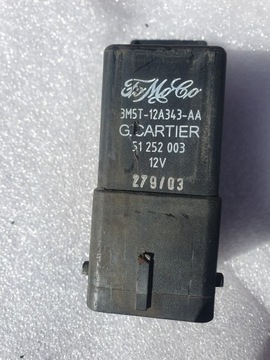 FoMoCo
3M5T-12A343-AA
G.CARTIER
51 252 003
12V
279/03